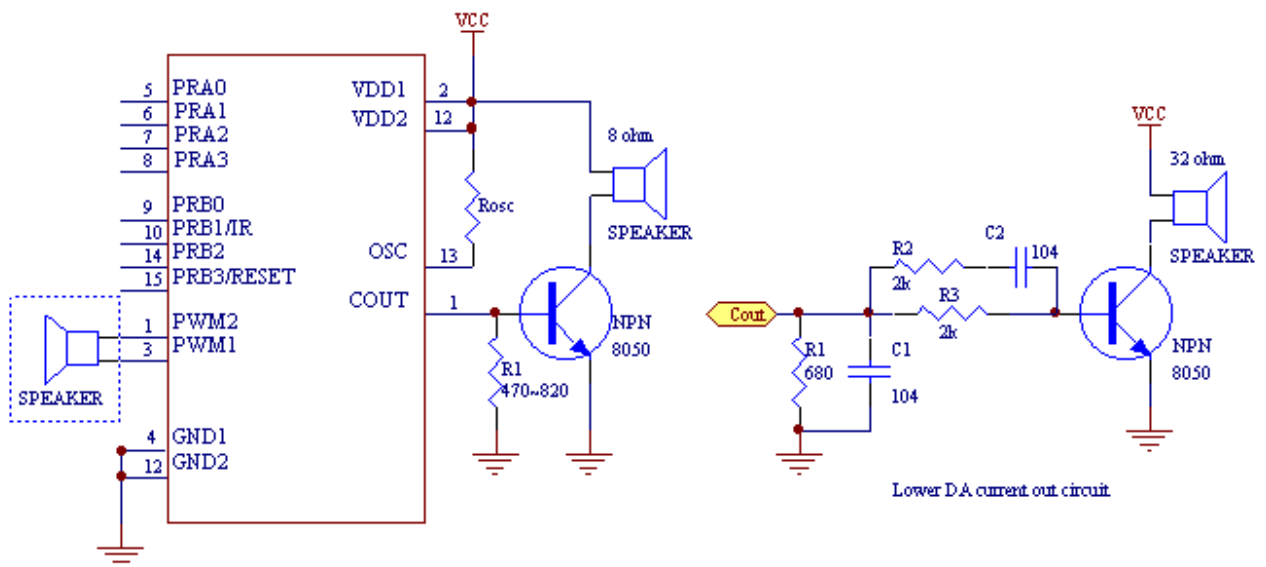 VCC
5 PRA0
6 PRA1
7 PRA2
8 PRA3
9 PRB0
10 PRB1/IR
14 PRB2
15 PRB3/RESET
1 PWM2
3 PWM1
SPEAKER
4 GND1
12 GND2
VDD1 2
VDD2 12
OSC 13
COUT 1
Rosc
8 ohm
SPEAKER
NPN
8050
R1
470~820
Cout
R1
680
C1
104
R2
2k
C2
104
R3
2k
VCC
32 ohm
SPEAKER
NPN
8050
Lower DA current out circuit